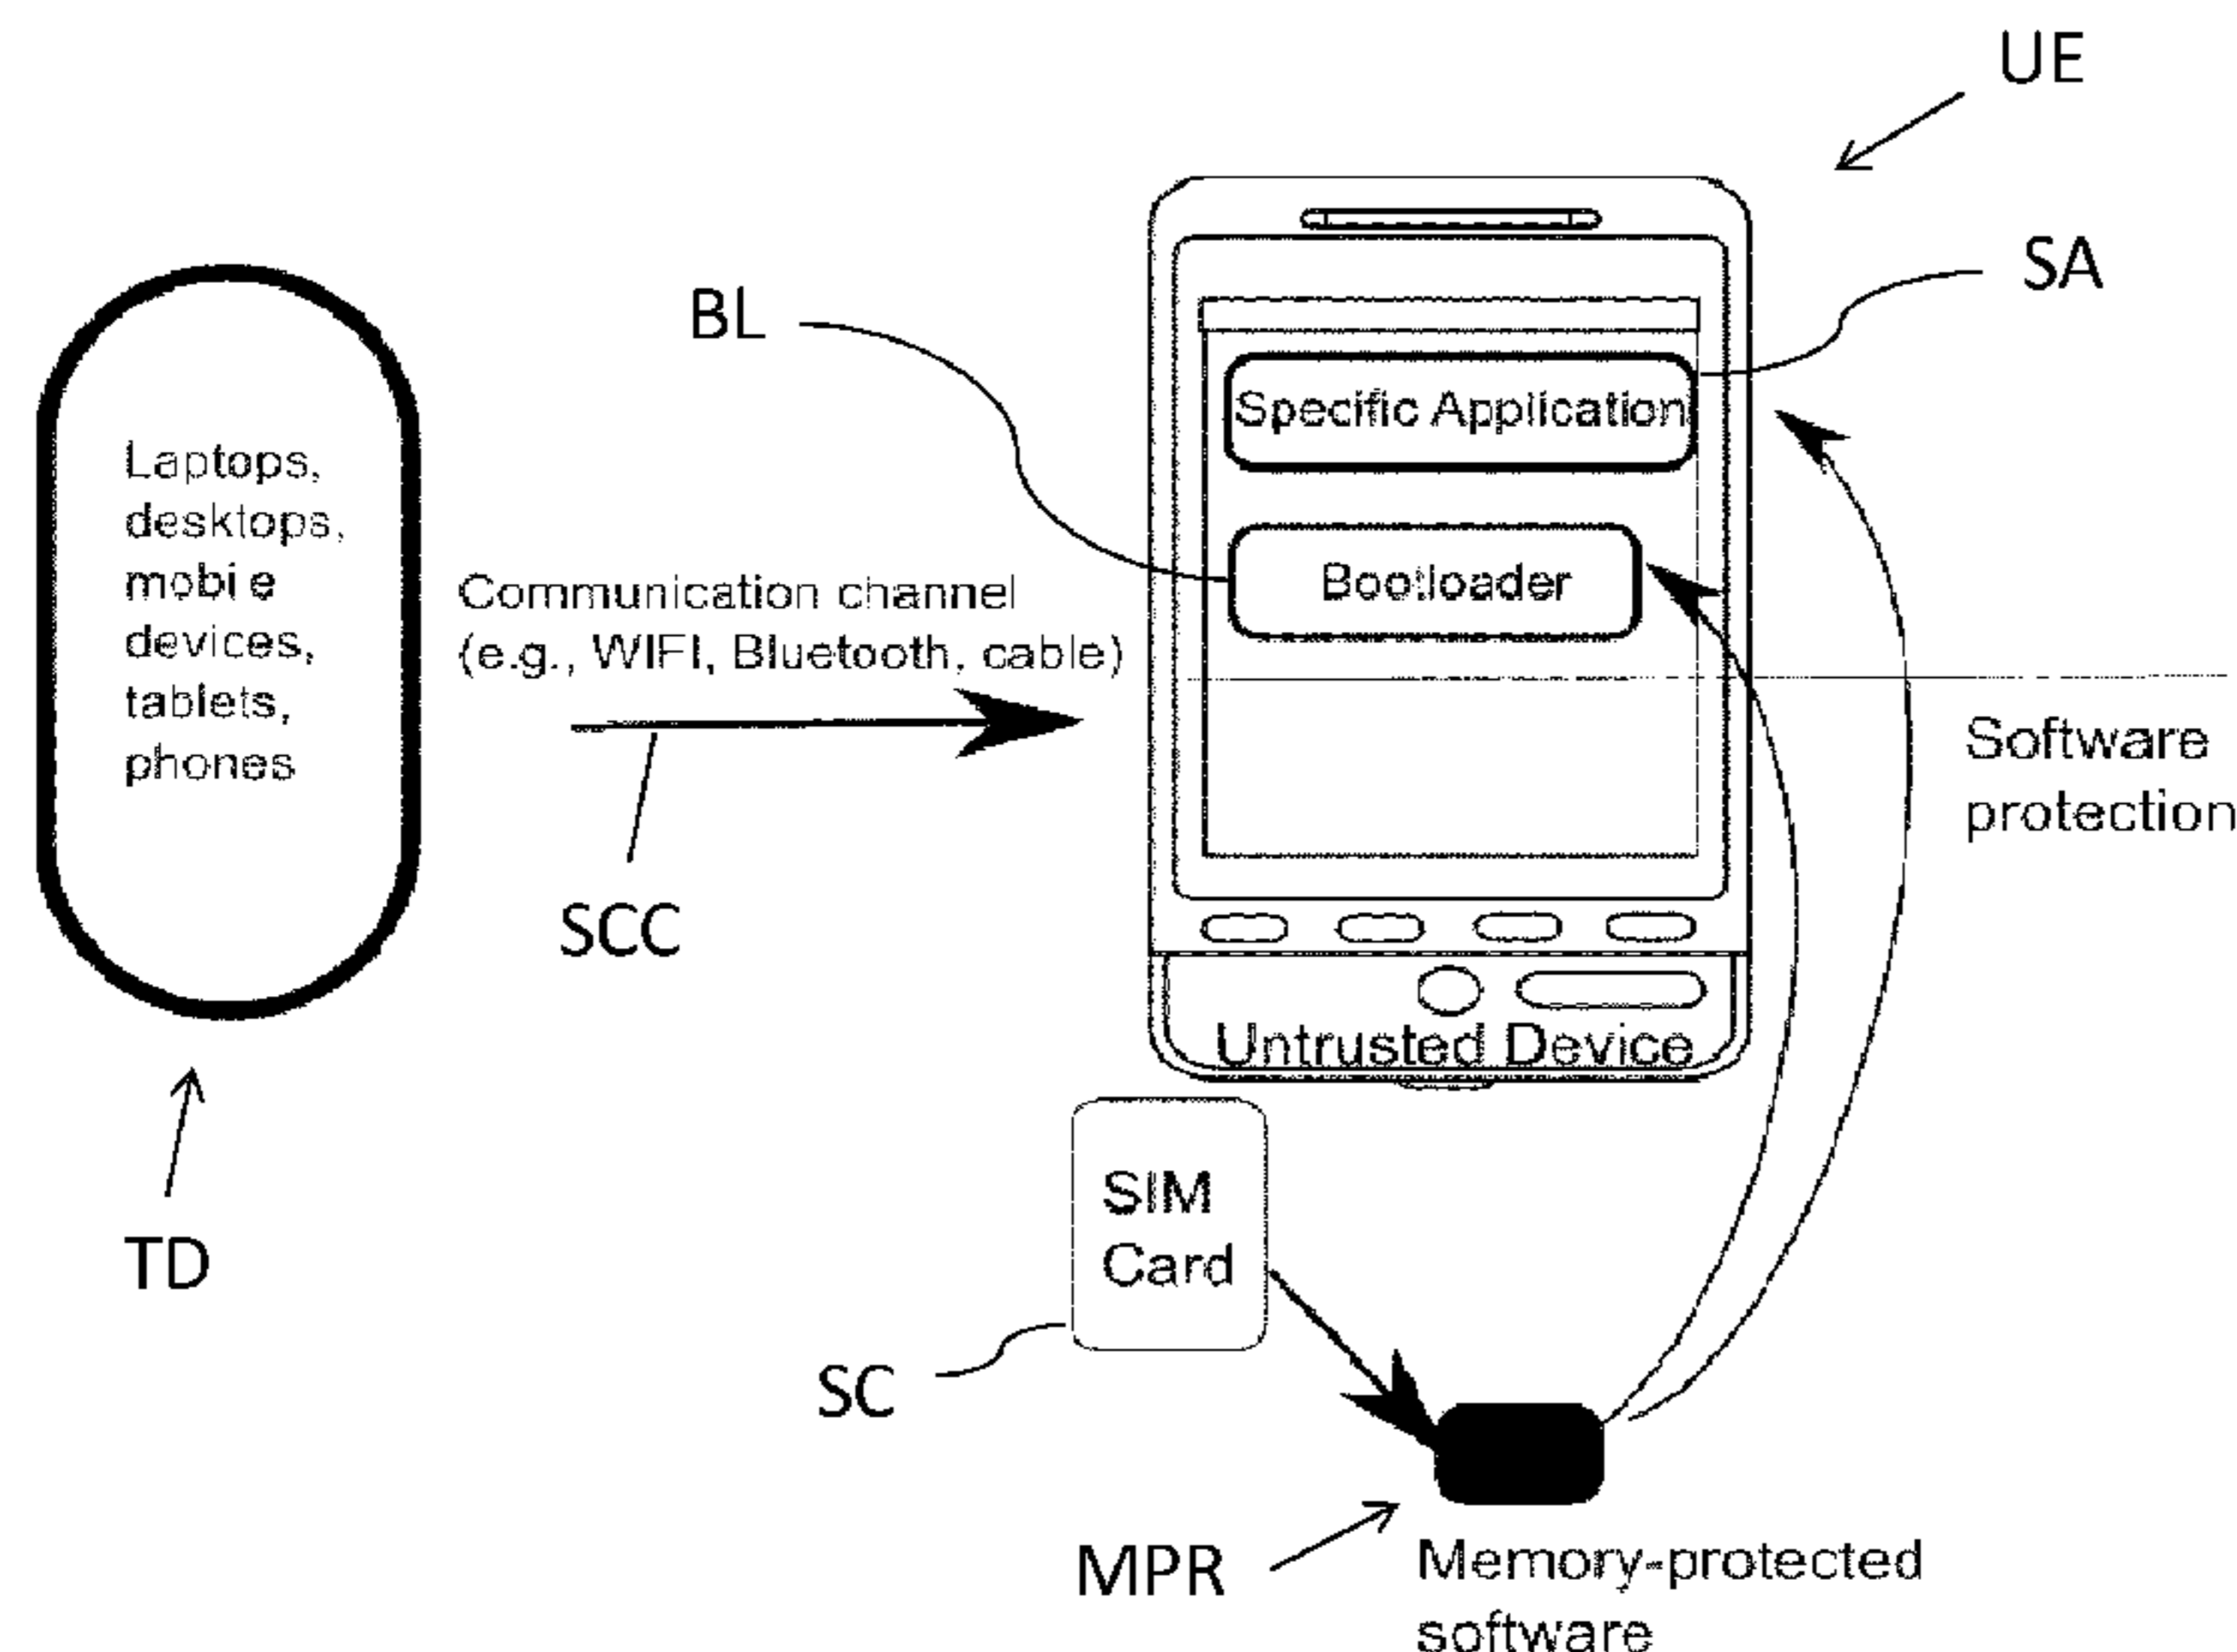 UE
SA
BL
Specific Application
Laptops,
desktops,
mobi e
devices,
tablets,
phones
Communication channel
(e.g., WIFI, Bluetooth, cable)
Bootloader
Software
protection
SCC
Untrusted Device
TD
SIM
Card
SC
MPR
Memory-protected
software